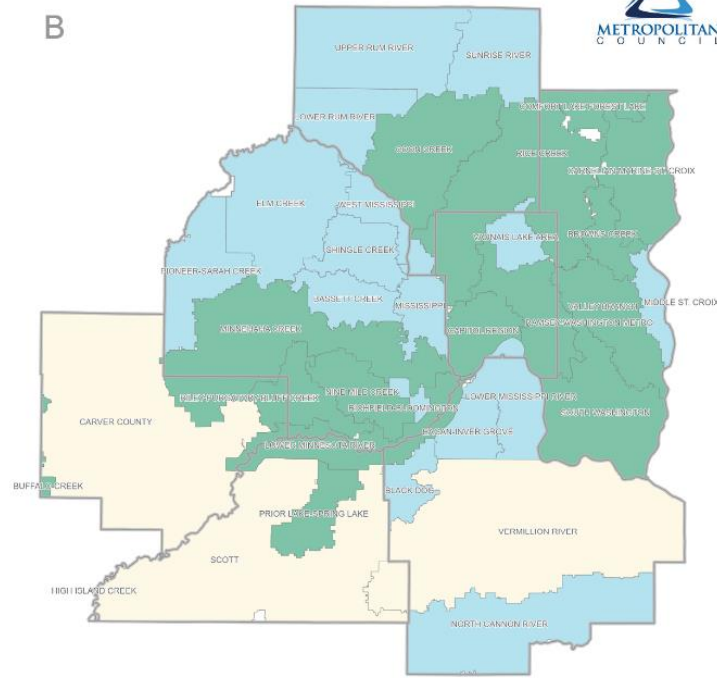 B
METROPOLITAN
COUNCIL
UPPER RUM RIVER
SUNRISE RIVER
COMFORT LAKE-FOREST LAKE
LOWER RUM RIVER
COON CREEK
RICE CREEK
CARNELIAN-MARINE-ST. CROIX
ELM CREEK
WEST MISSISSIPPI
BROWNS CREEK
VADNAIS LAKE AREA
SHINGLE CREEK
PIONEER-SARAH CREEK
BASSETT CREEK
MISSISSIPPI
MIDDLE ST. CROIX
VALLEY BRANCH
RAMSEY-WASHINGTON METRO
MINNEHAHA CREEK
CAPITOL REGION
NINE MILE CREEK
LOWER MISSISSIPPI RIVER
RICHFIELD-BLOOMINGTON
SOUTH WASHINGTON
CARVER COUNTY
EAGAN-INVER GROVE
LOWER MINNESOTA RIVER
BUFFALO CREEK
BLACK DOG
PRIOR LAKE-SPRING LAKE
VERMILLION RIVER
SCOTT
HIGH ISLAND CREEK
NORTH CANNON RIVER